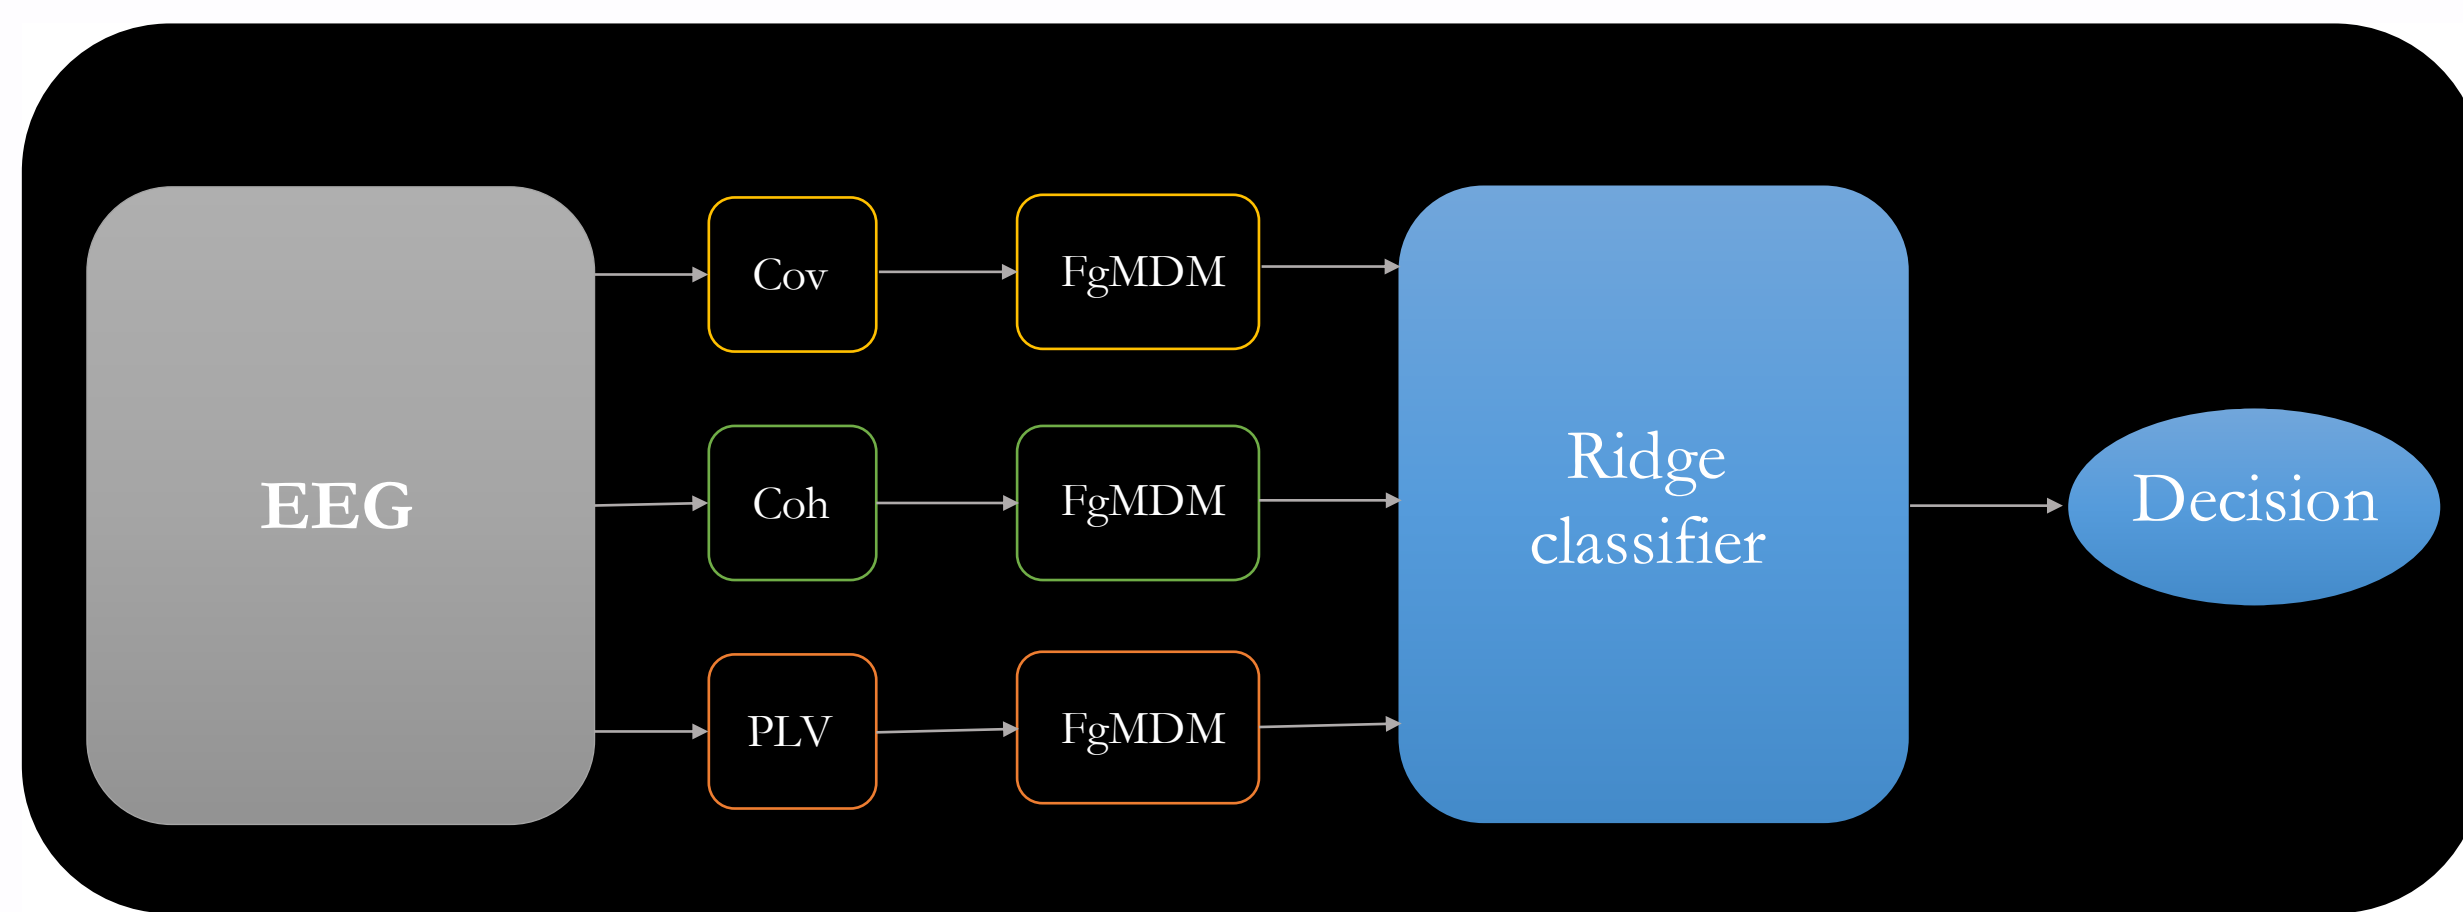 EEG
Cov
FgMDM
Coh
FgMDM
PLV
FgMDM
Ridge
classifier
Decision